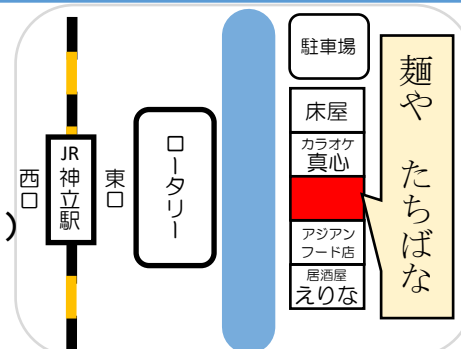 )
西口
JR
神立駅
東口
ロータリー
駐車場
床屋
カラオケ
真心
アジアン
フード店
居酒屋
えりな
麺や たちばな